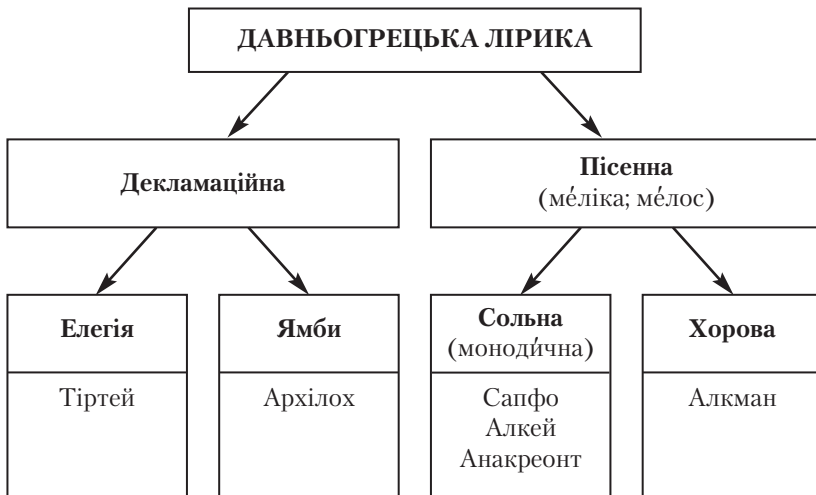 ДАВНЬОГРЕЦЬКА ЛІРИКА
Декламаційна
Пісенна
(ме́ліка; ме́лос)
Елегія
Ямби
Сольна
(моноди́чна)
Хорова
Тіртей
Архілох
Сапфо
Алкей
Анакреонт
Алкман